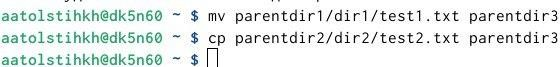 aatolstihkh@dk5n60 ~ $ mv parentdir1/dir1/test1.txt parentdir3
aatolstihkh@dk5n60 ~ $ cp parentdir2/dir2/test2.txt parentdir3
aatolstihkh@dk5n60 ~ $